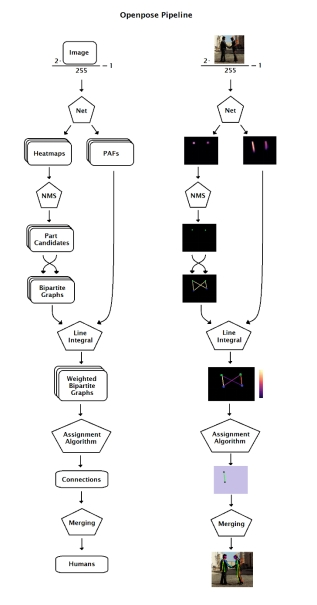 Openpose Pipeline
2· Image
255 − 1
Net
Heatmaps
PAFs
NMS
Part
Candidates
Bipartite
Graphs
Line
Integral
Weighted
Bipartite
Graphs
Assignment
Algorithm
Connections
Merging
Humans
2·
255 − 1
Net
NMS
Line
Integral
Assignment
Algorithm
Merging